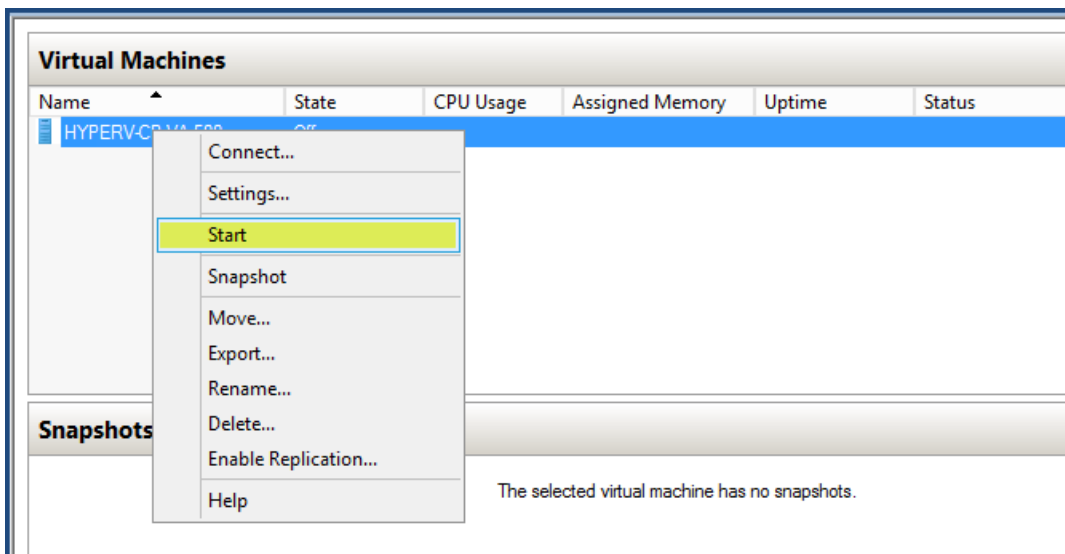 Virtual Machines
Name State CPU Usage Assigned Memory Uptime Status
Connect...
Settings...
Start
Snapshot
Move...
Export...
Rename...
Delete...
Enable Replication...
Help
Snapshots
The selected virtual machine has no snapshots.